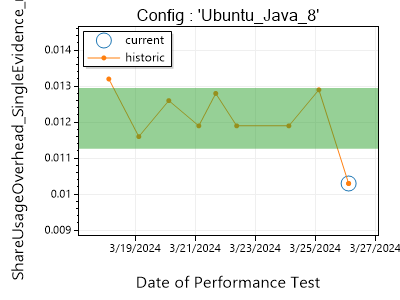 Config : 'Ubuntu_Java_8'
current
historic
ShareUsageOverhead_SingleEvidence_
0.014
0.013
0.012
0.011
0.01
0.009
3/19/2024
3/21/2024
3/23/2024
3/25/2024
3/27/2024
Date of Performance Test